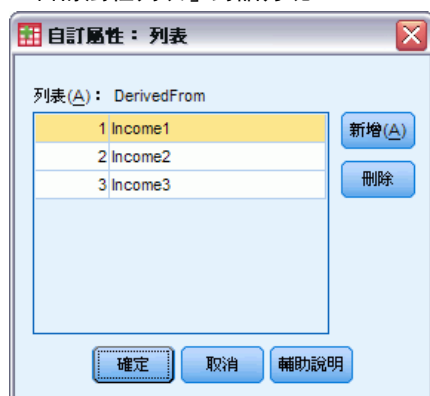 自訂屬性：列表
列表(A)： DerivedFrom
1 Income1
2 Income2
3 Income3
新增(A)
刪除
確定
取消
輔助說明